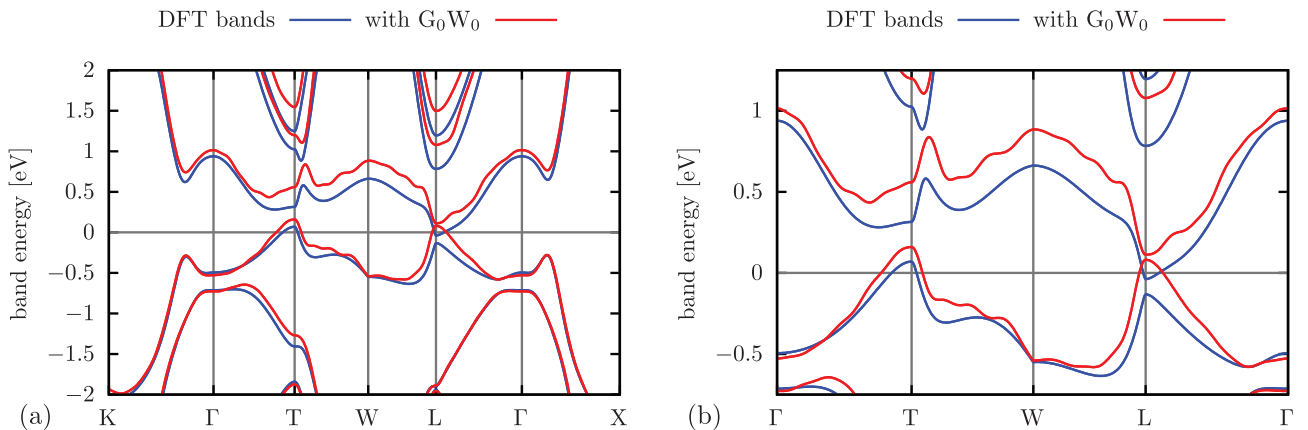 DFT bands with G₀W₀
DFT bands with G₀W₀
band energy [eV]
2
1.5
1
0.5
0
−0.5
−1
−1.5
−2
(a)
K Γ T W L Γ X
band energy [eV]
1
0.5
0
−0.5
(b)
Γ T W L Γ